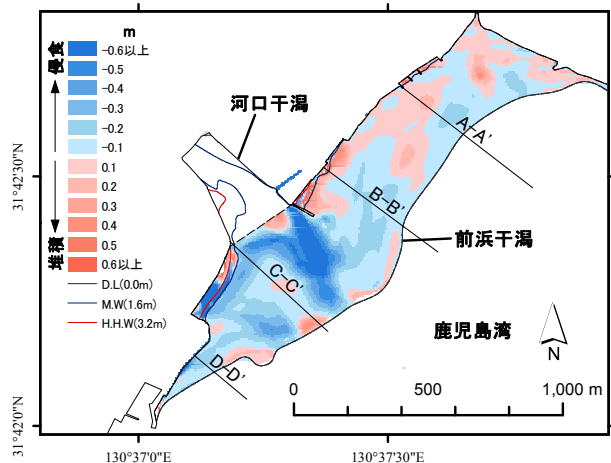 m
侵食
堆積
-0.6以上
-0.5
-0.4
-0.3
-0.2
-0.1
0.1
0.2
0.3
0.4
0.5
0.6以上
D.L(0.0m)
M.W(1.6m)
H.H.W(3.2m)
河口干潟
前浜干潟
鹿児島湾
A-A'
B-B'
C-C'
D-D'
N
0 500 1,000 m
31°42'30"N
31°42'0"N
130°37'0"E 130°37'30"E